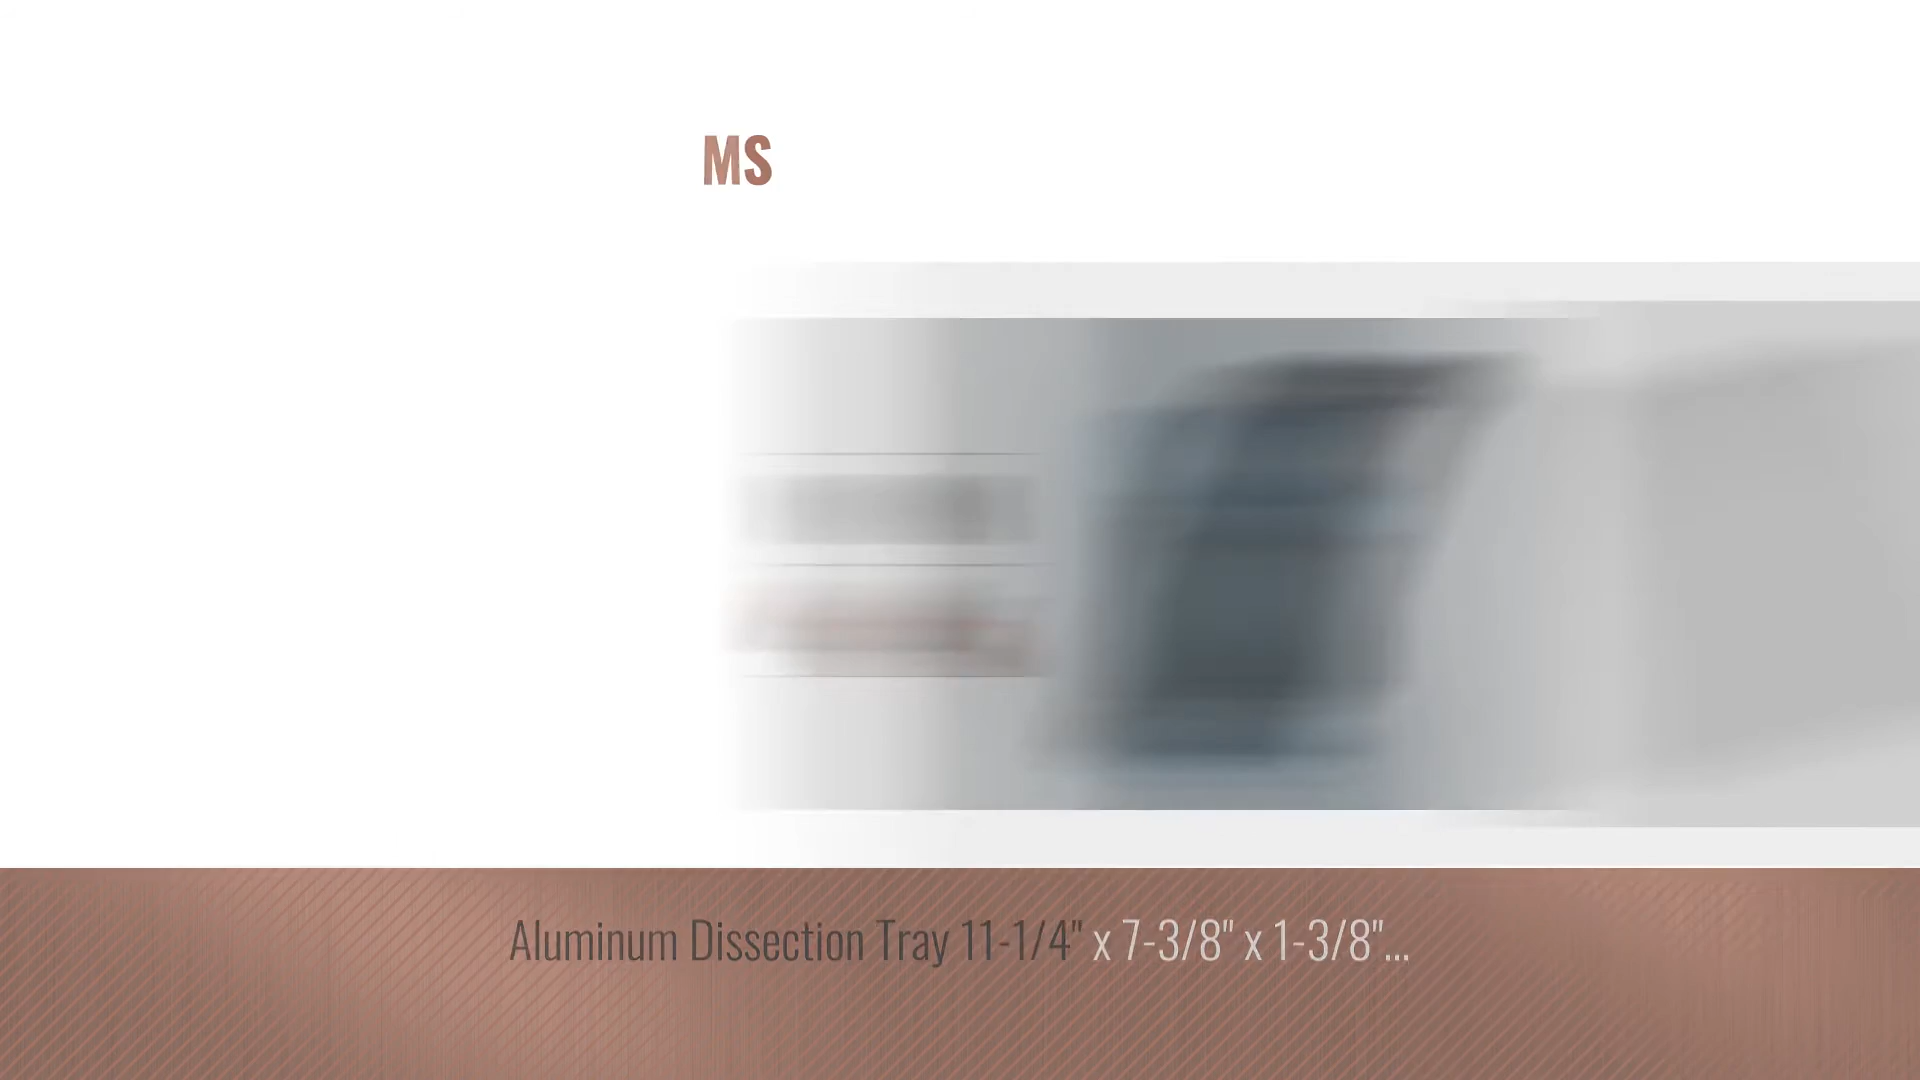 MS
Aluminum Dissection Tray 11-1/4" x 7-3/8" x 1-3/8"...